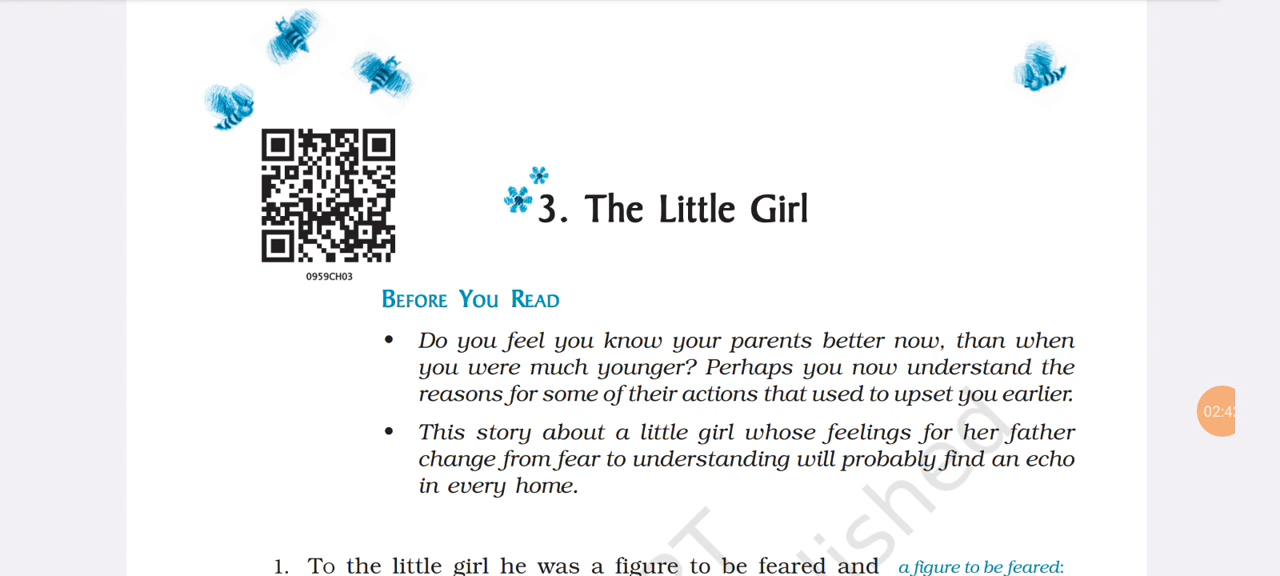 0959CH03
3. The Little Girl
BEFORE YOU READ
• Do you feel you know your parents better now, than when
you were much younger? Perhaps you now understand the
reasons for some of their actions that used to upset you earlier.
• This story about a little girl whose feelings for her father
change from fear to understanding will probably find an echo
in every home.
1. To the little girl he was a figure to be feared and
a figure to be feared: